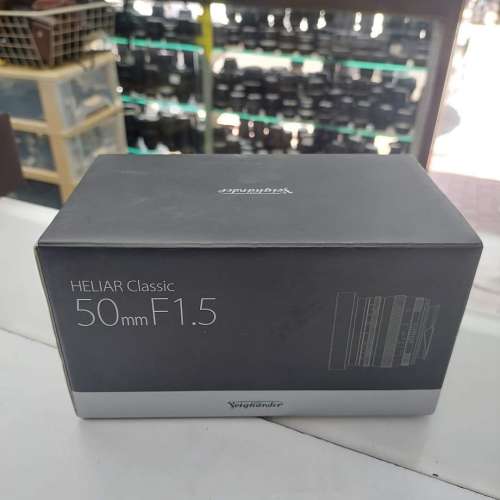 Voigtländer
HELIAR Classic
50mm F1.5
Voigtländer